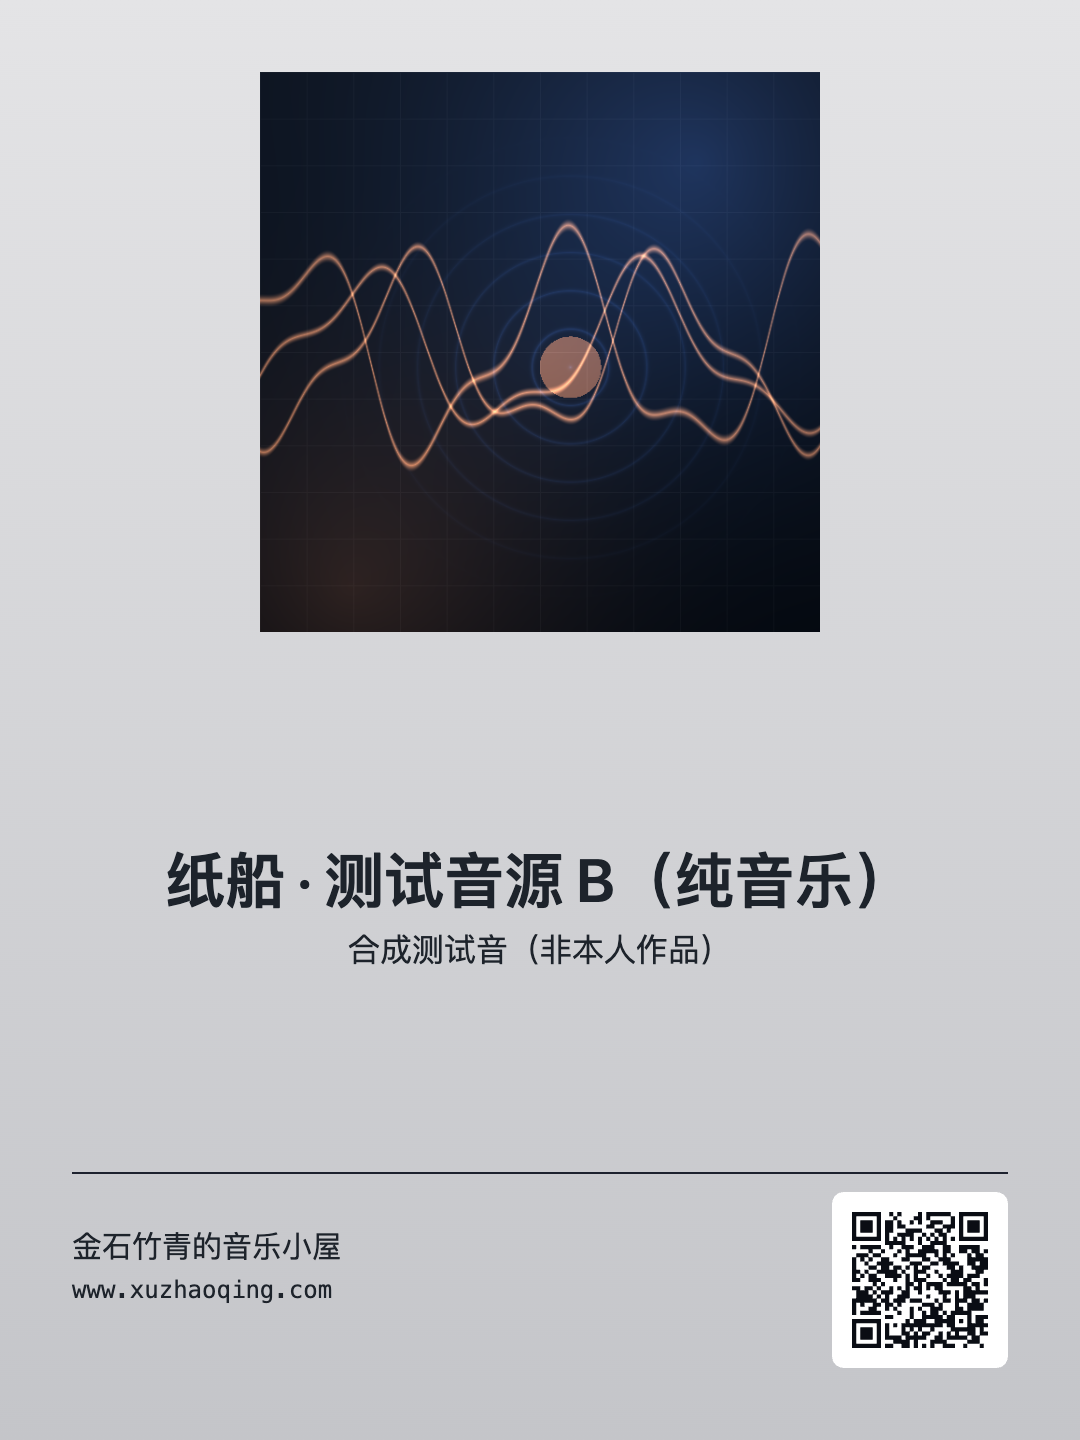 纸船 · 测试音源 B（纯音乐）
合成测试音（非本人作品）
金石竹青的音乐小屋
www.xuzhaoqing.com